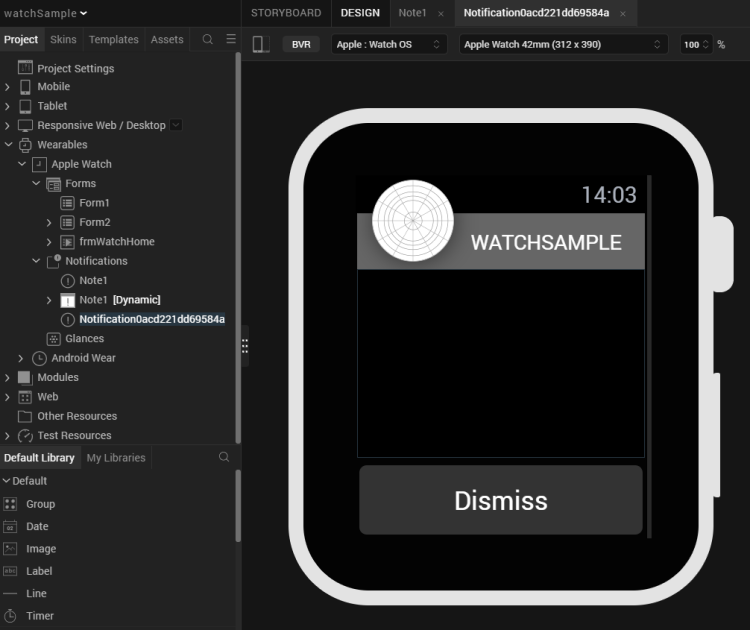 watchSample
STORYBOARD DESIGN Note1 × Notification0acd221dd69584a ×
Project Skins Templates Assets
BVR Apple : Watch OS Apple Watch 42mm (312 x 390) 100 %
Project Settings
Mobile
Tablet
Responsive Web / Desktop
Wearables
Apple Watch
Forms
Form1
Form2
frmWatchHome
Notifications
Note1
Note1 [Dynamic]
Notification0acd221dd69584a
Glances
Android Wear
Modules
Web
Other Resources
Test Resources
Default Library My Libraries
Default
Group
Date
Image
abc Label
Line
Timer
14:03
WATCHSAMPLE
Dismiss